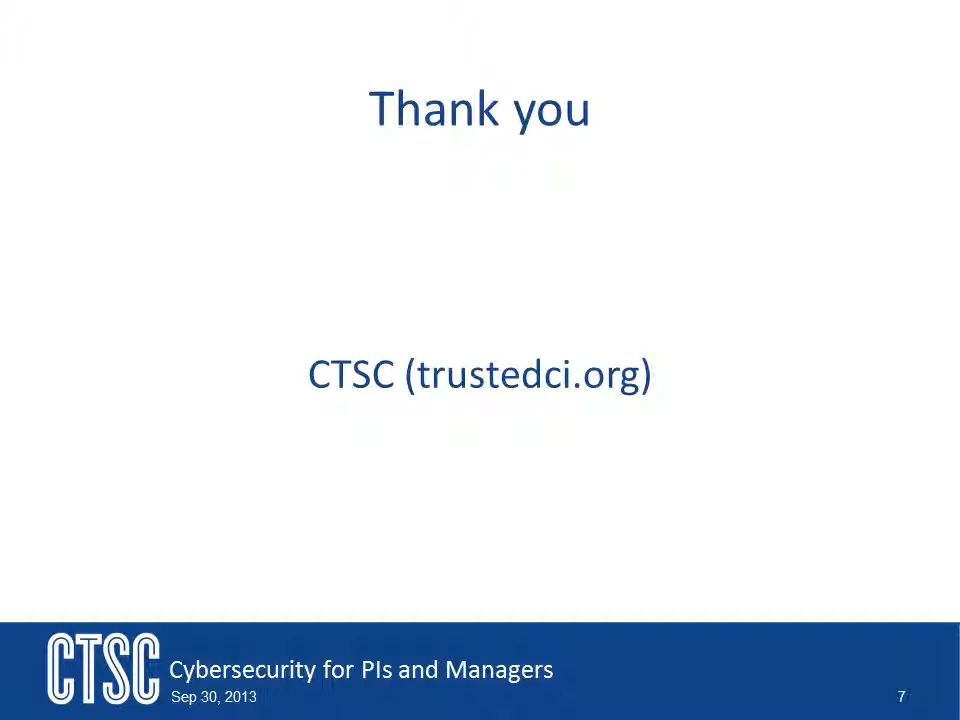 Thank you
CTSC (trustedci.org)
CTSC
Cybersecurity for PIs and Managers
Sep 30, 2013
7